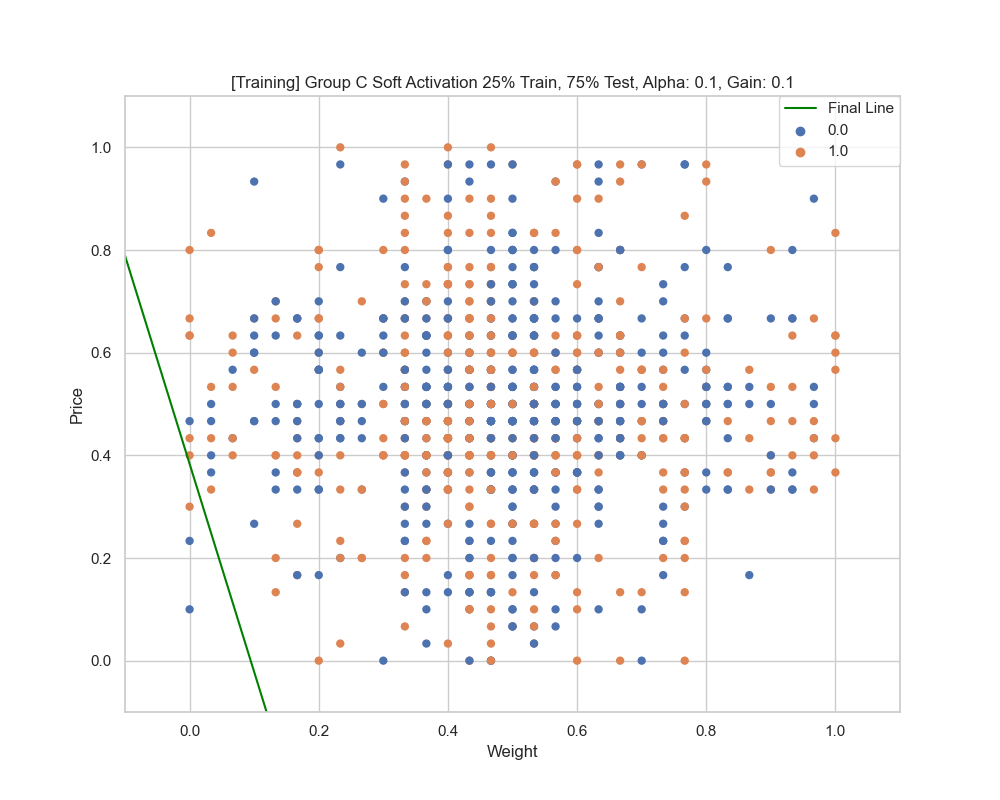 [Training] Group C Soft Activation 25% Train, 75% Test, Alpha: 0.1, Gain: 0.1
Final Line
0.0
1.0
1.0
0.8
0.6
0.4
0.2
0.0
Price
0.0 0.2 0.4 0.6 0.8 1.0
Weight